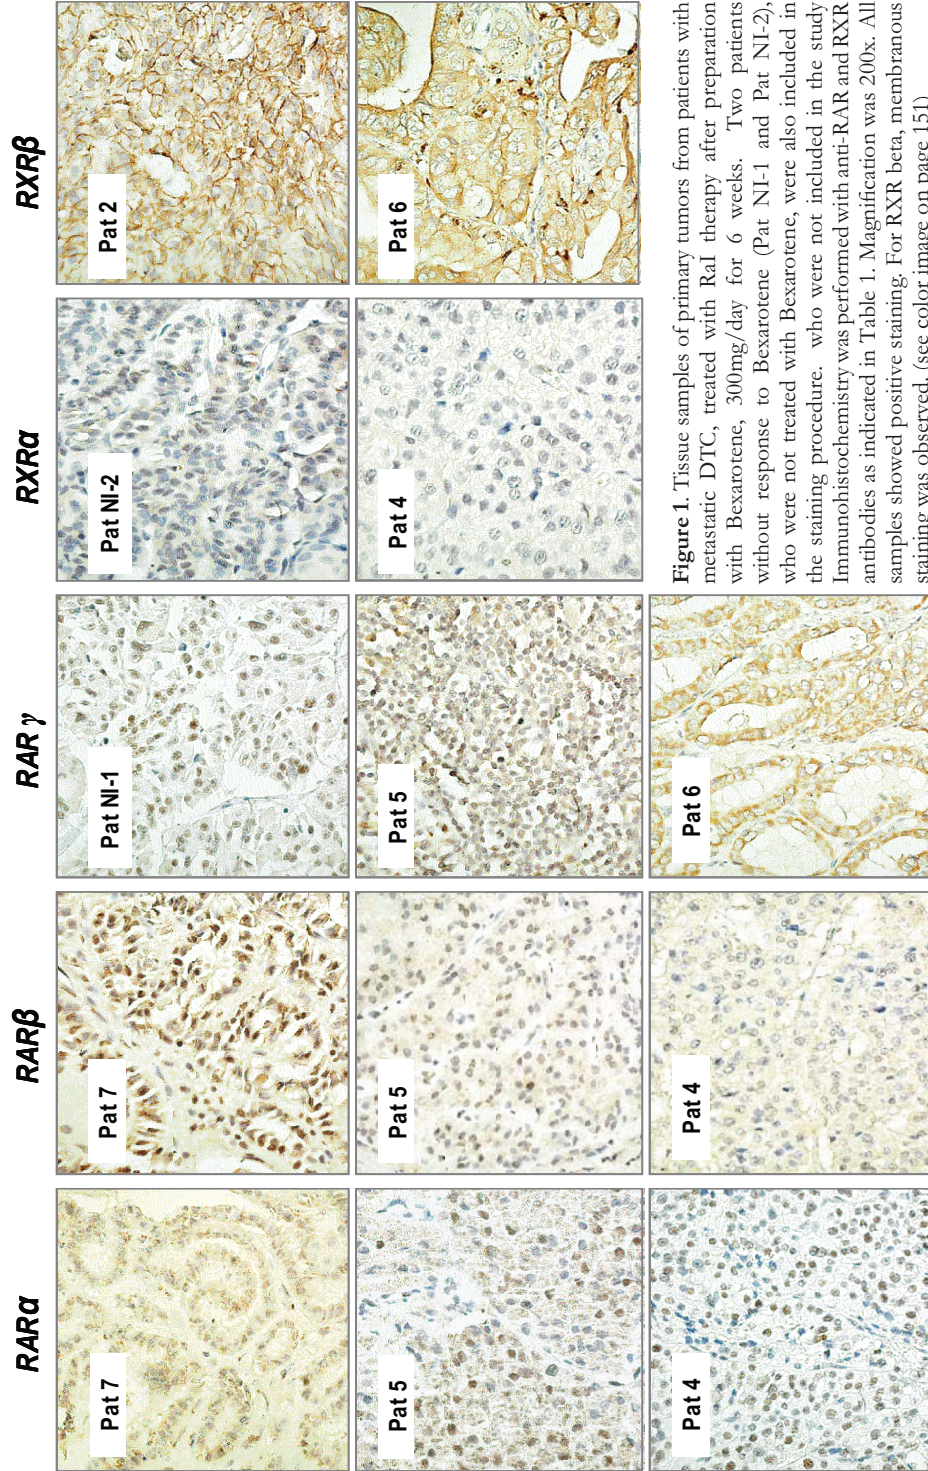 RARα
RARβ
RAR γ
RXRα
RXRβ
Pat 7
Pat 7
Pat NI-1
Pat NI-2
Pat 2
Pat 5
Pat 5
Pat 5
Pat 4
Pat 6
Pat 4
Pat 4
Pat 6
Figure 1. Tissue samples of primary tumors from patients with
metastatic DTC, treated with RaI therapy after preparation
with Bexarotene, 300mg/day for 6 weeks. Two patients
without response to Bexarotene (Pat NI-1 and Pat NI-2),
who were not treated with Bexarotene, were also included in
the staining procedure. who were not included in the study
Immunohistochemistry was performed with anti-RAR and RXR
antibodies as indicated in Table 1. Magnification was 200x. All
samples showed positive staining. For RXR beta, membranous
staining was observed. (see color image on page 151)